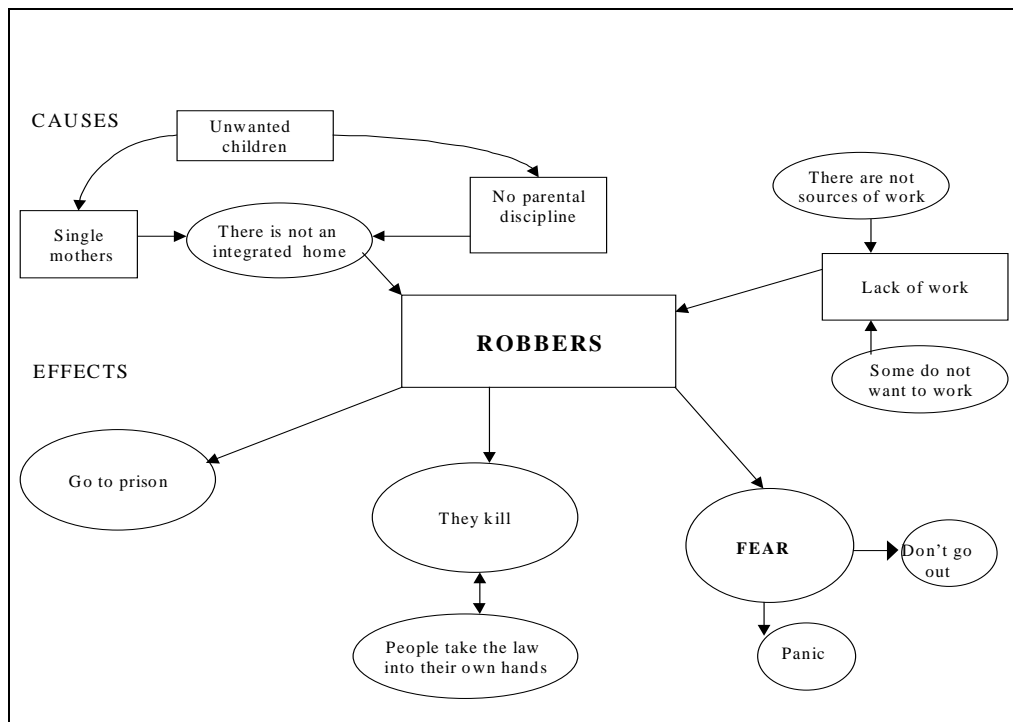 CAUSES
Unwanted
children
There are not
sources of work
No parental
discipline
Single
mothers
There is not an
integrated home
Lack of work
ROBBERS
EFFECTS
Some do not
want to work
Go to prison
They kill
FEAR
Don't go
out
People take the law
into their own hands
Panic